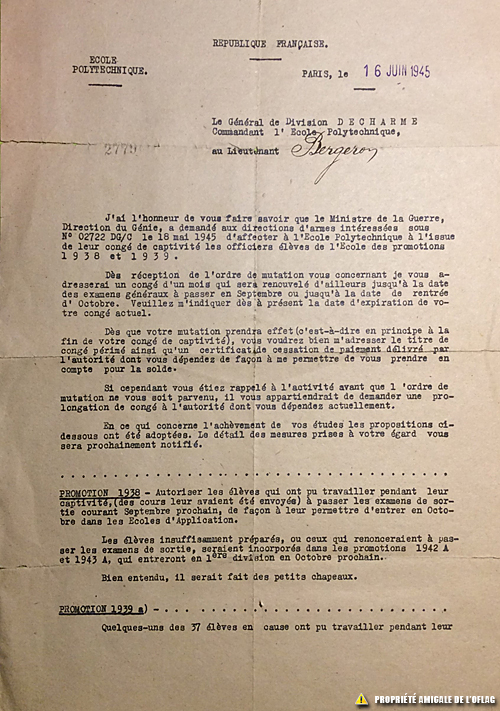 REPUBLIQUE FRANÇAISE.
ECOLE
POLYTECHNIQUE.
PARIS, le 16 JUIN 1945
Le Général de Division D E C H A R M E
Commandant l' Ecole Polytechnique,
2779
au Lieutenant Bergeron
J'ai l'honneur de vous faire savoir que le Ministre de la Guerre,
Direction du Génie, a demandé aux directions d'armes intéressées sous
N° 02722 DG/C le 18 mai 1945 d'affecter à l'Ecole Polytechnique à l'issue
de leur congé de captivité les officiers élèves de l'Ecole des promotions
1 9 3 8 et 1 9 3 9 .
Dès réception de l'ordre de mutation vous concernant je vous a-
dresserai un congé d'un mois qui sera renouvelé d'ailleurs jusqu'à la date
des examens généraux à passer en Septembre ou jusqu'à la date de rentrée
d' Octobre. Veuillez m'indiquer dès à présent la date d'expiration de vo-
tre congé actuel.
Dès que votre mutation prendra effet(c'est-à-dire en principe à la
fin de votre congé de captivité), vous voudrez bien m'adresser le titre de
congé périmé ainsi qu'un certificat de cessation de paiement délivré par
l'autorité dont vous dépendez de façon à me permettre de vous prendre en
compte pour la solde.
Si cependant vous étiez rappelé à l'activité avant que l 'ordre de
mutation ne vous soit parvenu, il vous appartiendrait de demander une pro-
longation de congé à l'autorité dont vous dépendez actuellement.
En ce qui concerne l'achèvement de vos études les propositions ci-
dessous ont été adoptées. Le détail des mesures prises à votre égard vous
sera prochainement notifié.
. . . . . . . . . . . . . . . . . . . . . . . . . . . . . . . . . . .
PROMOTION 1938 - Autoriser les élèves qui ont pu travailler pendant leur
captivité,(des cours leur avaient été envoyés) à passer les examens de sor-
tie courant Septembre prochain, de façon à leur permettre d'entrer en Octo-
bre dans les Ecoles d'Application.
Les élèves insuffisamment préparés, ou ceux qui renonceraient à pas-
ser les examens de sortie, seraient incorporés dans les promotions 1942 A
et 1943 A, qui entreront en 1ère division en Octobre prochain.
Bien entendu, il serait fait des petits chapeaux.
PROMOTION 1939 a) - . . . . . . . . . . . . . . . . . . . . . . . . .
Quelques-uns des 37 élèves en cause ont pu travailler pendant leur
PROPRIÉTÉ AMICALE DE L'OFLAG